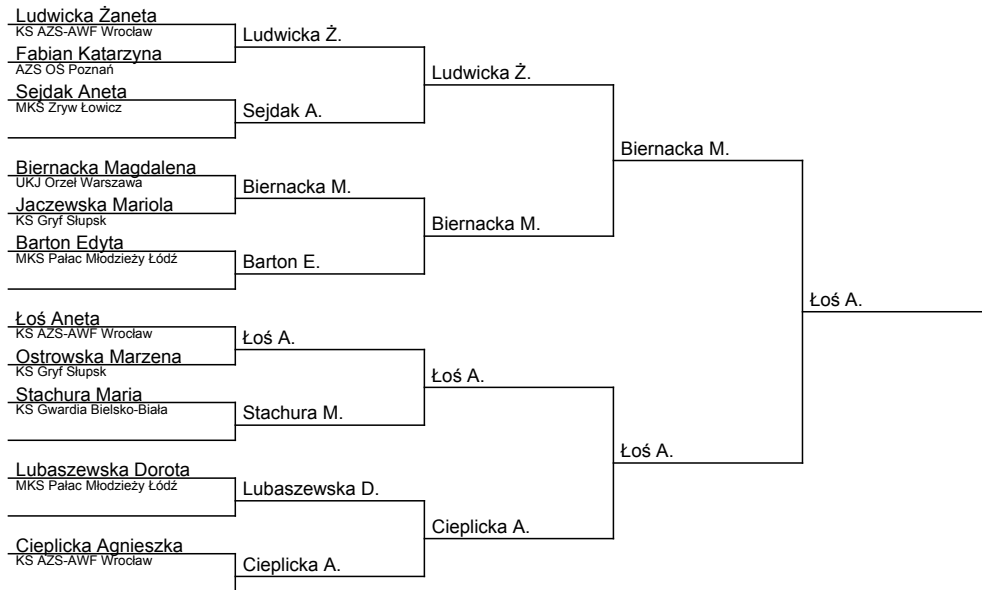 Ludwicka Żaneta
KS AZS-AWF Wrocław
Fabian Katarzyna
AZS OŚ Poznań
Sejdak Aneta
MKS Zryw Łowicz
Biernacka Magdalena
UKJ Orzeł Warszawa
Jaczewska Mariola
KS Gryf Słupsk
Barton Edyta
MKS Pałac Młodzieży Łódź
Łoś Aneta
KS AZS-AWF Wrocław
Ostrowska Marzena
KS Gryf Słupsk
Stachura Maria
KS Gwardia Bielsko-Biała
Lubaszewska Dorota
MKS Pałac Młodzieży Łódź
Cieplicka Agnieszka
KS AZS-AWF Wrocław
Ludwicka Ż.
Sejdak A.
Biernacka M.
Barton E.
Łoś A.
Stachura M.
Lubaszewska D.
Cieplicka A.
Ludwicka Ż.
Biernacka M.
Łoś A.
Cieplicka A.
Biernacka M.
Łoś A.
Łoś A.